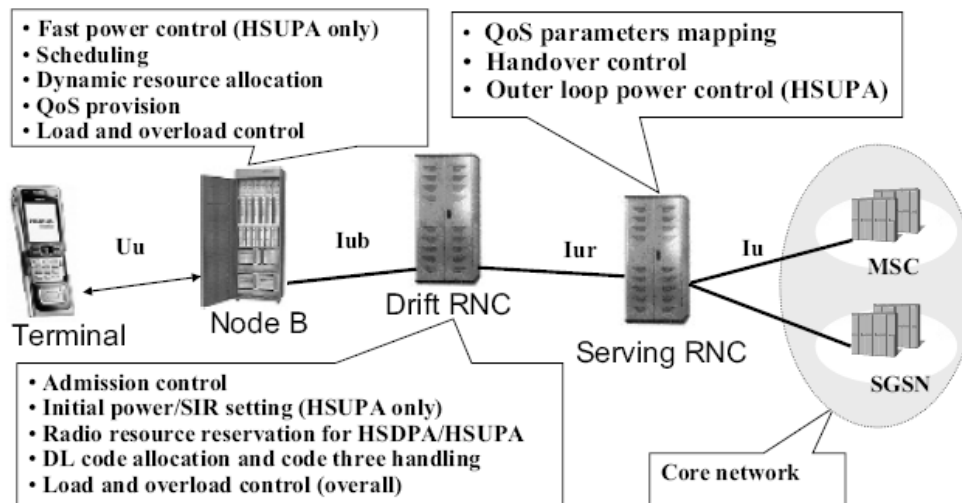 • Fast power control (HSUPA only)
• Scheduling
• Dynamic resource allocation
• QoS provision
• Load and overload control
• QoS parameters mapping
• Handover control
• Outer loop power control (HSUPA)
Uu
Iub
Iur
Iu
MSC
Terminal
Node B
Drift RNC
Serving RNC
SGSN
• Admission control
• Initial power/SIR setting (HSUPA only)
• Radio resource reservation for HSDPA/HSUPA
• DL code allocation and code three handling
• Load and overload control (overall)
Core network